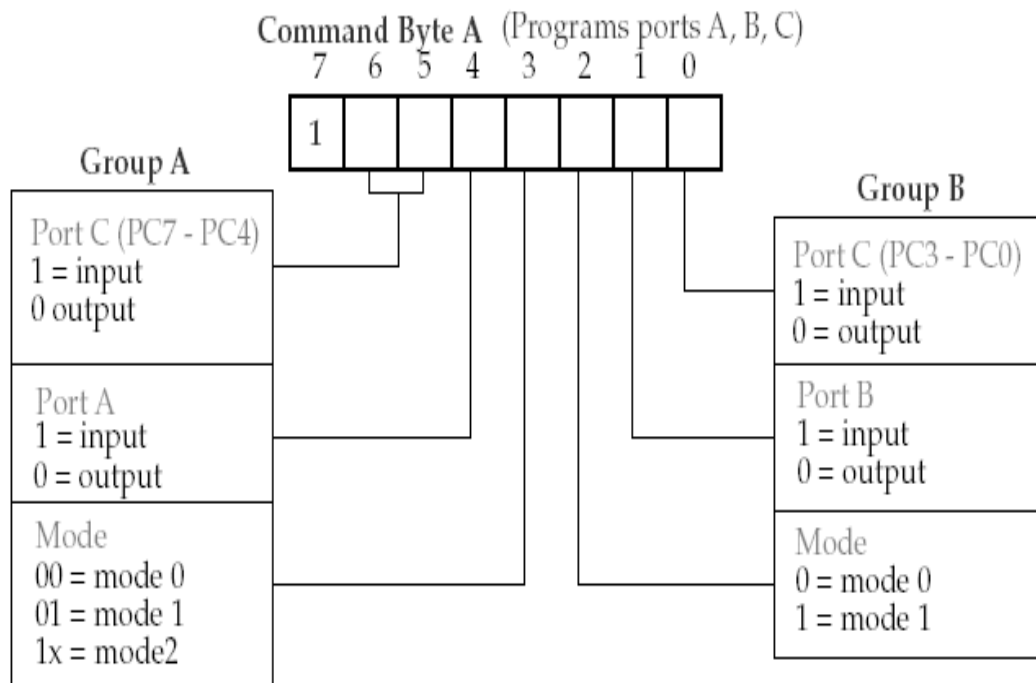 Command Byte A (Programs ports A, B, C)
7 6 5 4 3 2 1 0
1
Group A
Port C (PC7 - PC4)
1 = input
0 output
Port A
1 = input
0 = output
Mode
00 = mode 0
01 = mode 1
1x = mode2
Group B
Port C (PC3 - PC0)
1 = input
0 = output
Port B
1 = input
0 = output
Mode
0 = mode 0
1 = mode 1